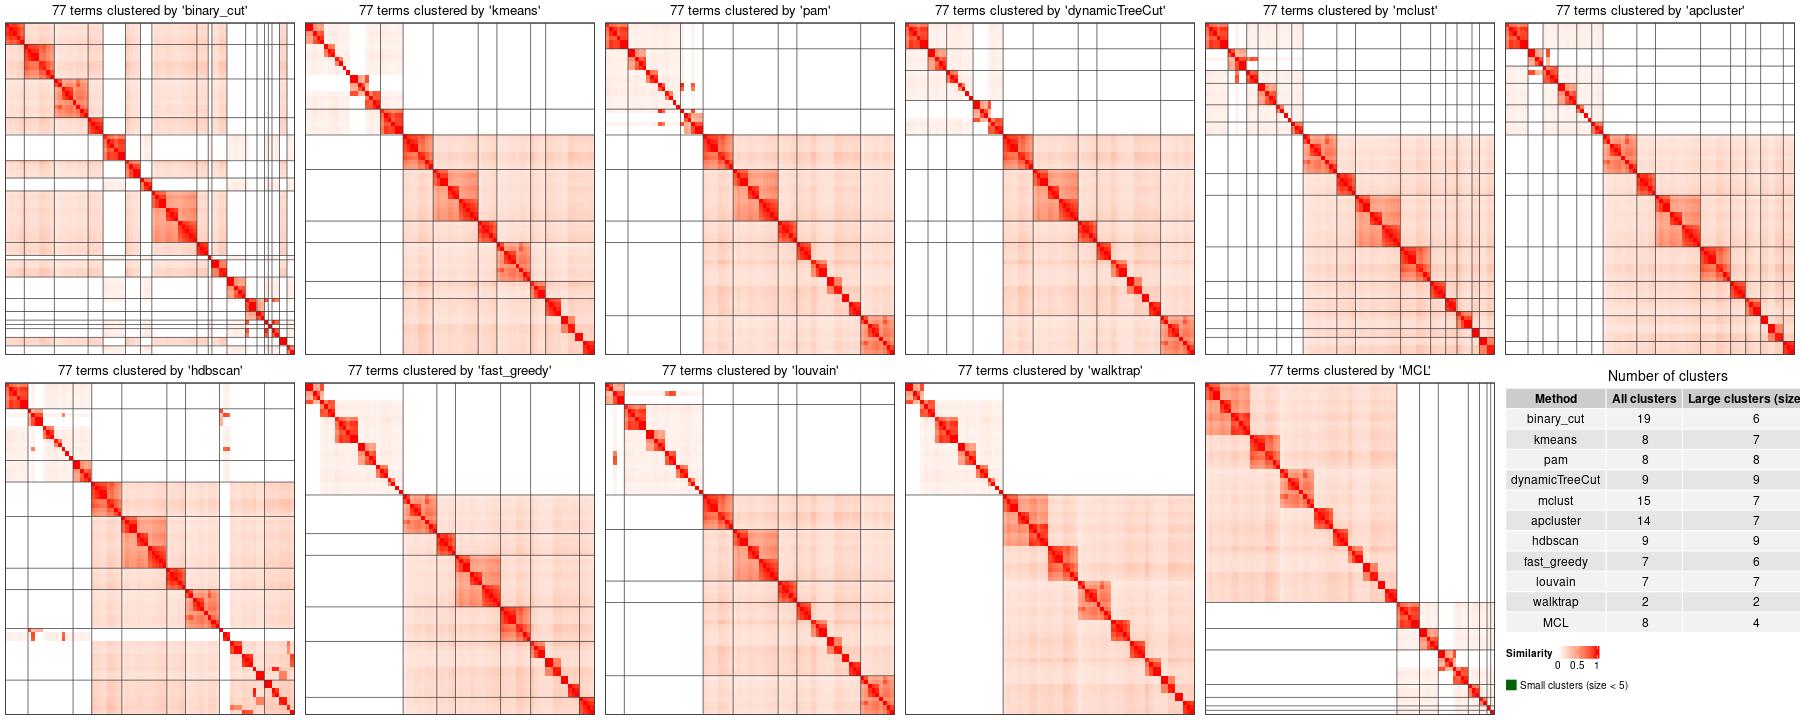 77 terms clustered by 'binary_cut'
77 terms clustered by 'kmeans'
77 terms clustered by 'pam'
77 terms clustered by 'dynamicTreeCut'
77 terms clustered by 'mclust'
77 terms clustered by 'apcluster'
77 terms clustered by 'hdbscan'
77 terms clustered by 'fast_greedy'
77 terms clustered by 'louvain'
77 terms clustered by 'walktrap'
77 terms clustered by 'MCL'
Number of clusters
Method All clusters Large clusters (size
binary_cut 19 6
kmeans 8 7
pam 8 8
dynamicTreeCut 9 9
mclust 15 7
apcluster 14 7
hdbscan 9 9
fast_greedy 7 6
louvain 7 7
walktrap 2 2
MCL 8 4
Similarity
0 0.5 1
Small clusters (size < 5)